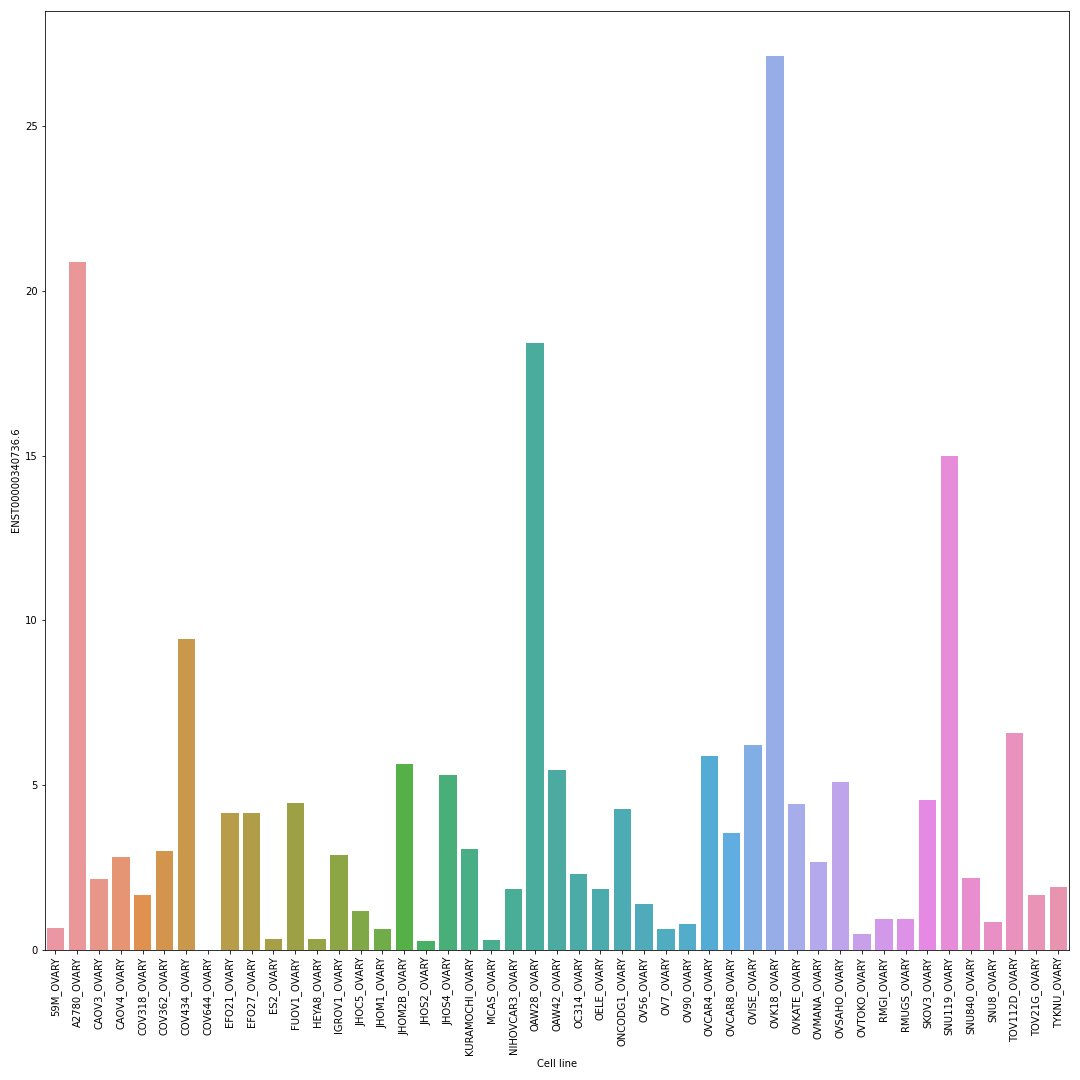 ENST00000340736.6
25
20
15
10
5
0
59M_OVARY
A2780_OVARY
CAOV3_OVARY
CAOV4_OVARY
COV318_OVARY
COV362_OVARY
COV434_OVARY
COV644_OVARY
EFO21_OVARY
EFO27_OVARY
ES2_OVARY
FUOV1_OVARY
HEYA8_OVARY
IGROV1_OVARY
JHOC5_OVARY
JHOM1_OVARY
JHOM2B_OVARY
JHOS2_OVARY
JHOS4_OVARY
KURAMOCHI_OVARY
MCAS_OVARY
NIHOVCAR3_OVARY
OAW28_OVARY
OAW42_OVARY
OC314_OVARY
OELE_OVARY
ONCODG1_OVARY
OV56_OVARY
OV7_OVARY
OV90_OVARY
OVCAR4_OVARY
OVCAR8_OVARY
OVISE_OVARY
OVK18_OVARY
OVKATE_OVARY
OVMANA_OVARY
OVSAHO_OVARY
OVTOKO_OVARY
RMGI_OVARY
RMUGS_OVARY
SKOV3_OVARY
SNU119_OVARY
SNU840_OVARY
SNU8_OVARY
TOV112D_OVARY
TOV21G_OVARY
TYKNU_OVARY
Cell line